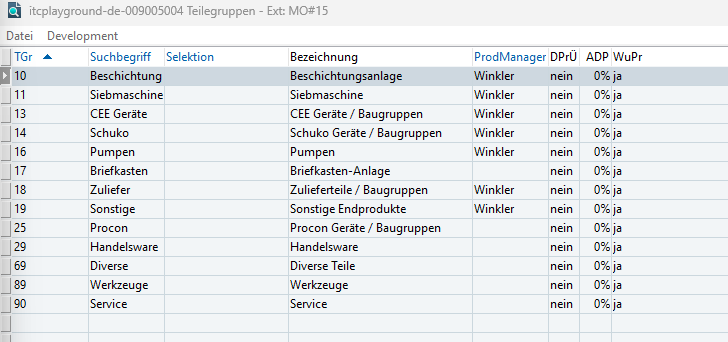 itcplayground-de-009005004 Teilegruppen - Ext: MO#15
Datei Development
TGr Suchbegriff Selektion Bezeichnung ProdManager DPrÜ ADP WuPr
10 Beschichtung Beschichtungsanlage Winkler nein 0% ja
11 Siebmaschine Siebmaschine Winkler nein 0% ja
13 CEE Geräte CEE Geräte / Baugruppen Winkler nein 0% ja
14 Schuko Schuko Geräte / Baugruppen Winkler nein 0% ja
16 Pumpen Pumpen Winkler nein 0% ja
17 Briefkasten Briefkasten-Anlage nein 0% ja
18 Zuliefer Zulieferteile / Baugruppen Winkler nein 0% ja
19 Sonstige Sonstige Endprodukte Winkler nein 0% ja
25 Procon Procon Geräte / Baugruppen nein 0% ja
29 Handelsware Handelsware nein 0% ja
69 Diverse Diverse Teile nein 0% ja
89 Werkzeuge Werkzeuge nein 0% ja
90 Service Service nein 0% ja